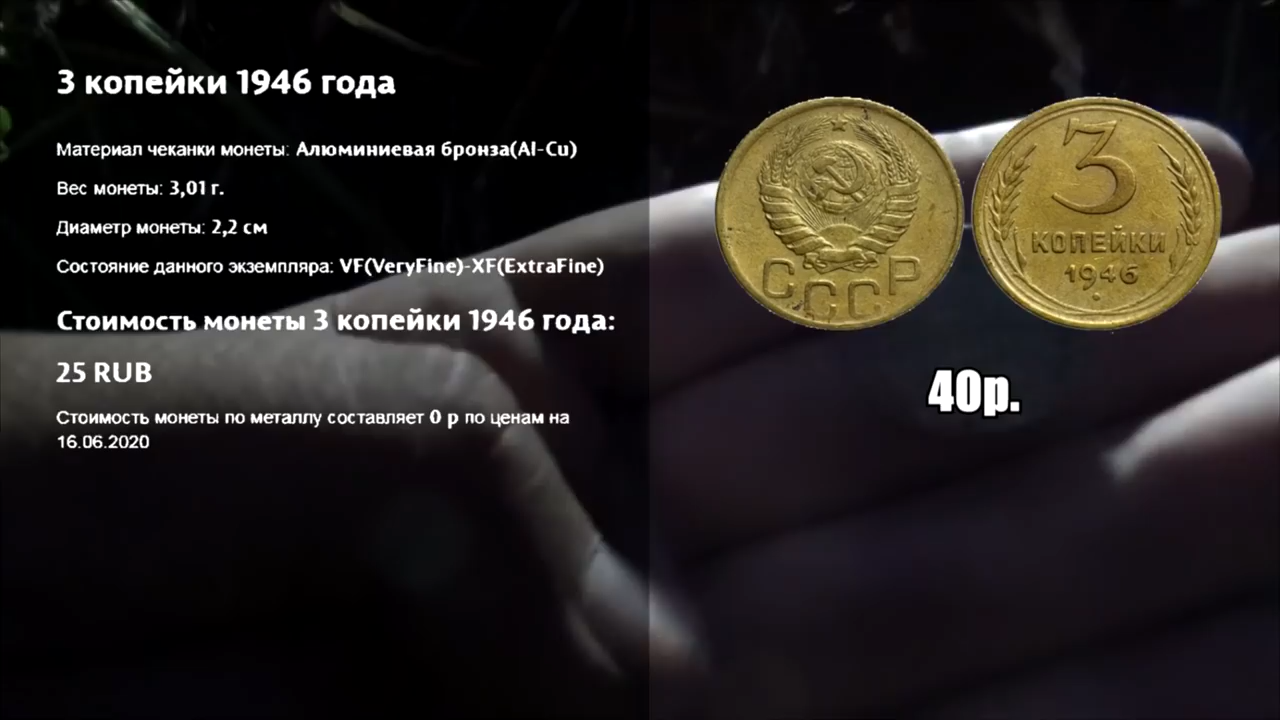 3 копейки 1946 года
Материал чеканки монеты: Алюминиевая бронза(Al-Cu)
Вес монеты: 3,01 г.
Диаметр монеты: 2,2 см
Состояние данного экземпляра: VF(VeryFine)-XF(ExtraFine)
Стоимость монеты 3 копейки 1946 года:
25 RUB
Стоимость монеты по металлу составляет 0 р по ценам на
16.06.2020
СССР
3
КОПЕЙКИ
1946
40р.